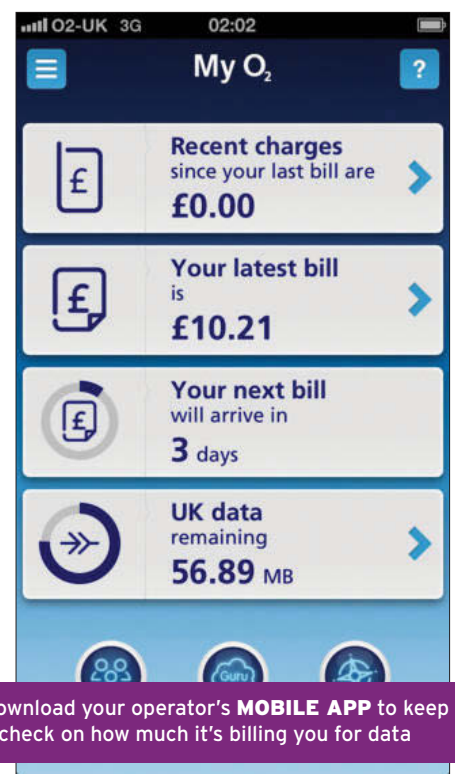 O2-UK 3G 02:02
My O₂
?
£
Recent charges
since your last bill are
£0.00
£
Your latest bill
is
£10.21
£
Your next bill
will arrive in
3 days
UK data
remaining
56.89 MB
Guru
ownload your operator's MOBILE APP to keep
check on how much it's billing you for data